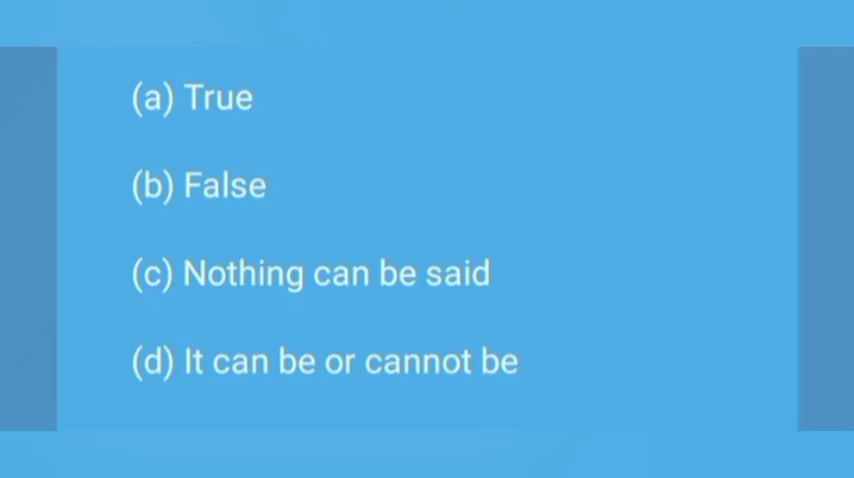 (a) True
(b) False
(c) Nothing can be said
(d) It can be or cannot be